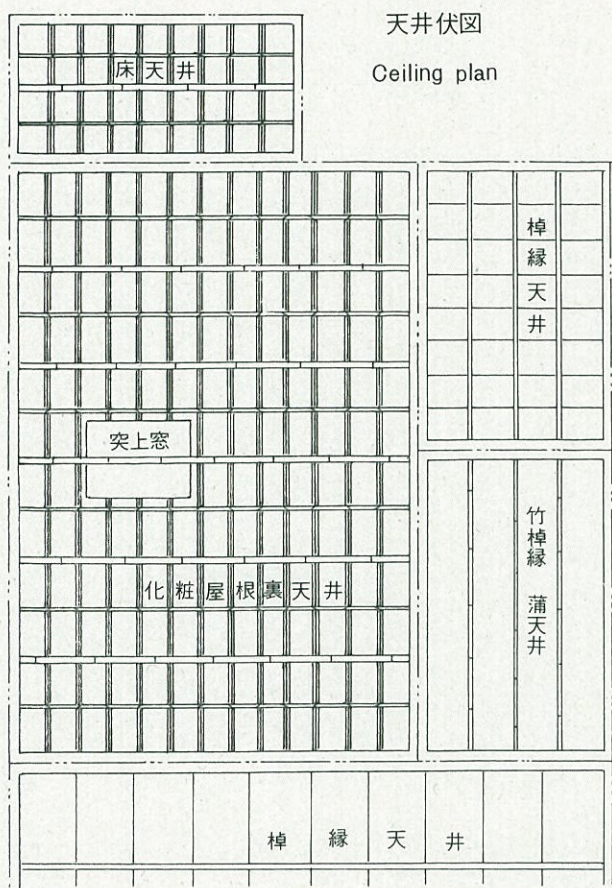 天井伏図
Ceiling plan
床天井
棹縁天井
突上窓
竹棹縁 蒲天井
化粧屋根裏天井
棹縁天井